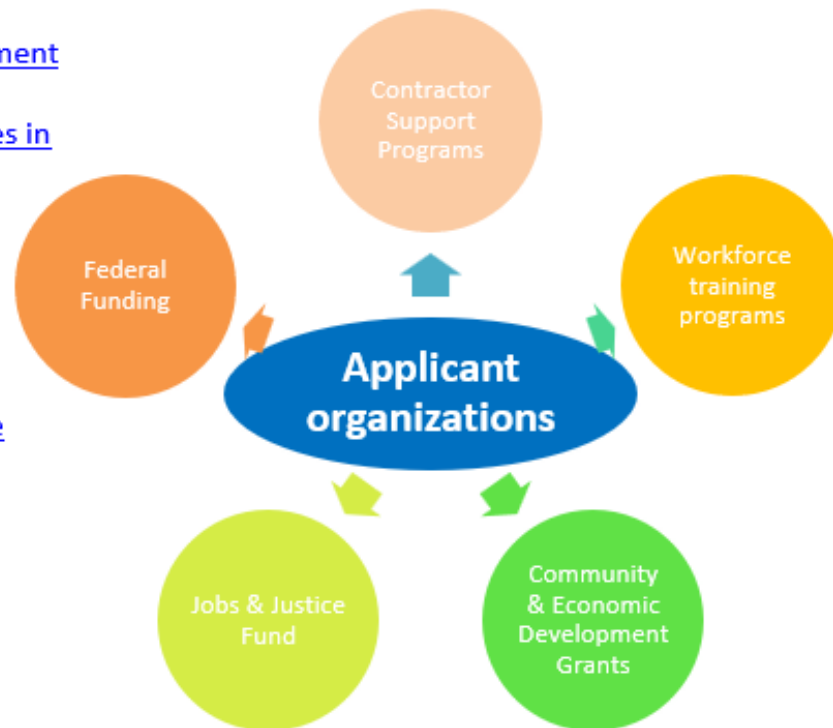 ment
es in
e
Contractor
Support
Programs
Federal
Funding
Workforce
training
programs
Applicant
organizations
Jobs & Justice
Fund
Community
& Economic
Development
Grants